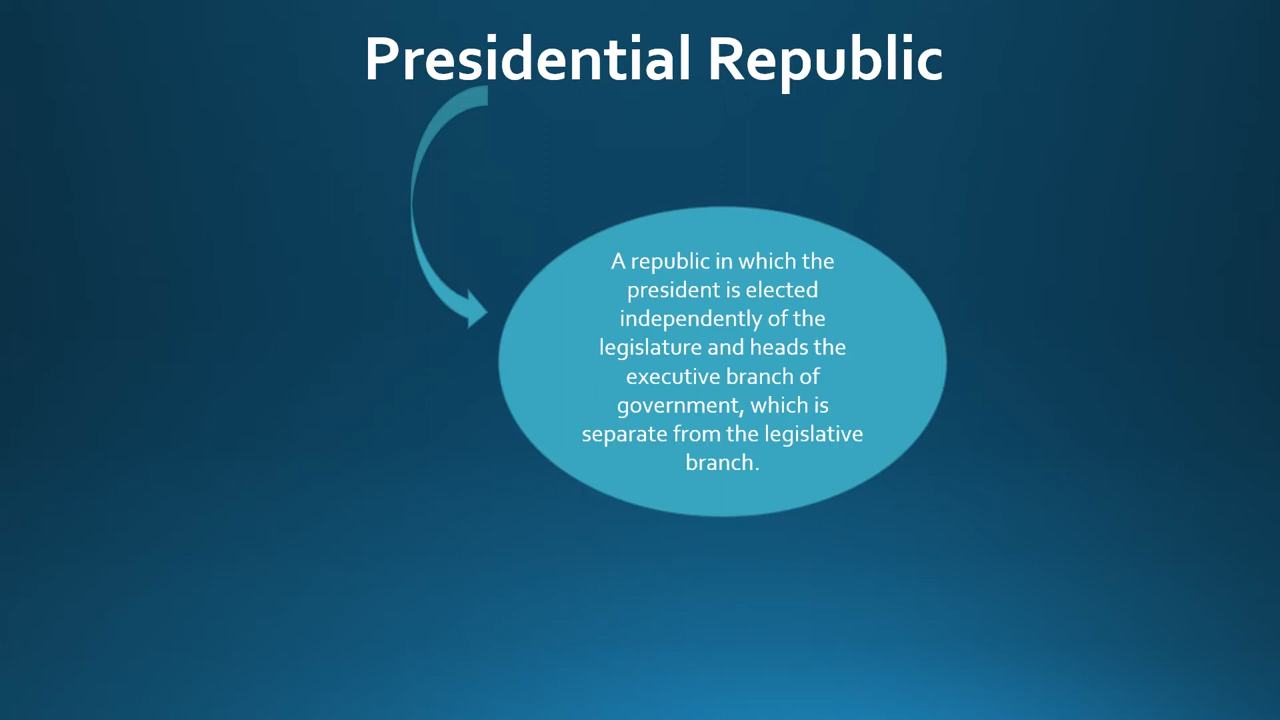 Presidential Republic
A republic in which the
president is elected
independently of the
legislature and heads the
executive branch of
government, which is
separate from the legislative
branch.